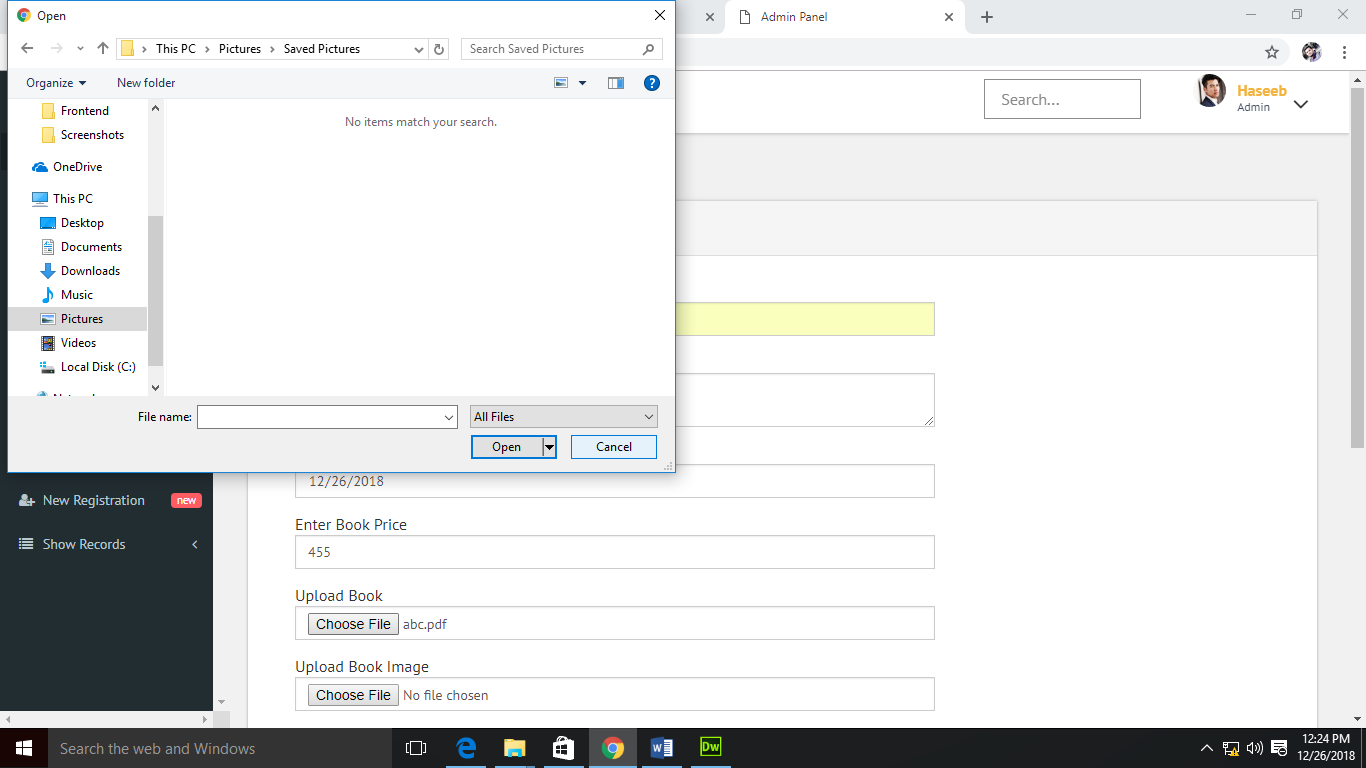 Open
Admin Panel
This PC > Pictures > Saved Pictures
Search Saved Pictures
Organize
New folder
Search...
Haseeb
Admin
Frontend
Screenshots
OneDrive
This PC
Desktop
Documents
Downloads
Music
Pictures
Videos
Local Disk (C:)
No items match your search.
File name:
All Files
Open
Cancel
New Registration
new
Show Records
12/26/2018
Enter Book Price
455
Upload Book
Choose File abc.pdf
Upload Book Image
Choose File No file chosen
Search the web and Windows
Dw
12:24 PM
12/26/2018